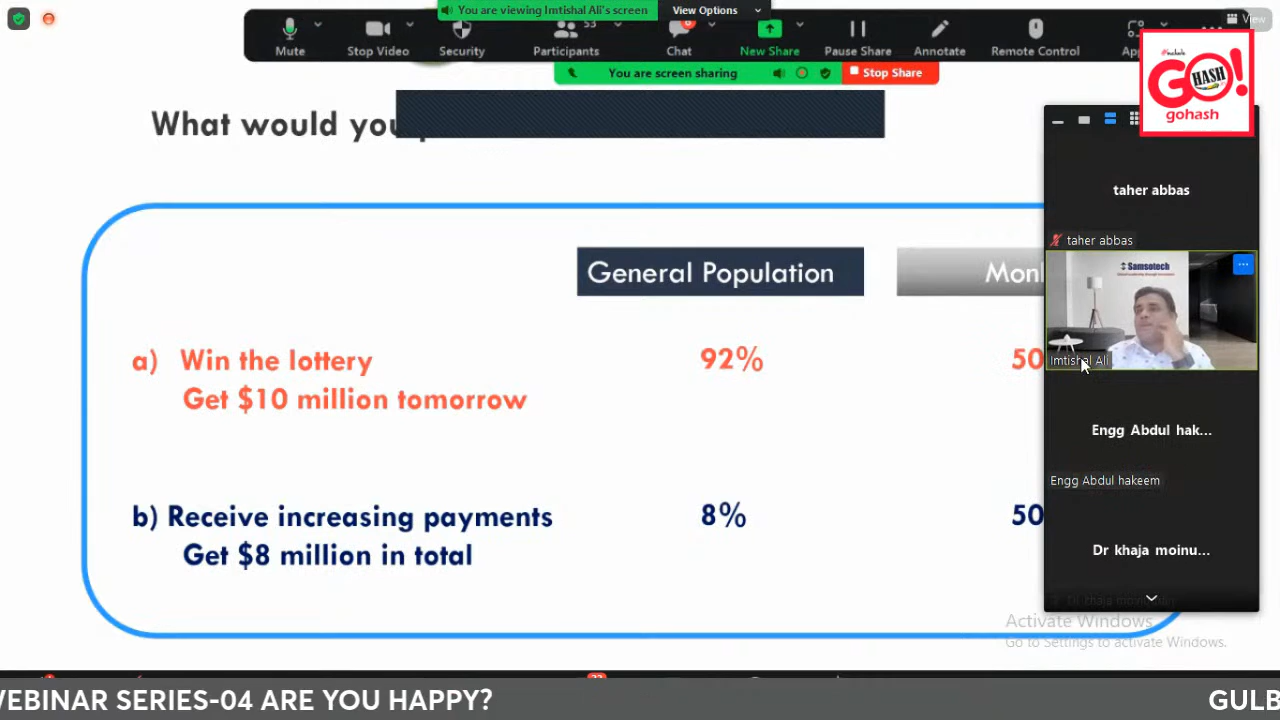 You are viewing Imtishal Ali's screen
View Options
View
Mute
Stop Video
Security
53
Participants
Chat
New Share
Pause Share
Annotate
Remote Control
You are screen sharing
Stop Share
GO!
HASH
gohash
What would you
General Population
a) Win the lottery
Get $10 million tomorrow
92%
50
b) Receive increasing payments
Get $8 million in total
8%
50
taher abbas
taher abbas
Samsotech
Imtishal Ali
Engg Abdul hak...
Engg Abdul hakeem
Dr khaja moinu...
Activate Windows
Go to Settings to activate Windows.
WEBINAR SERIES-04 ARE YOU HAPPY?
GULB